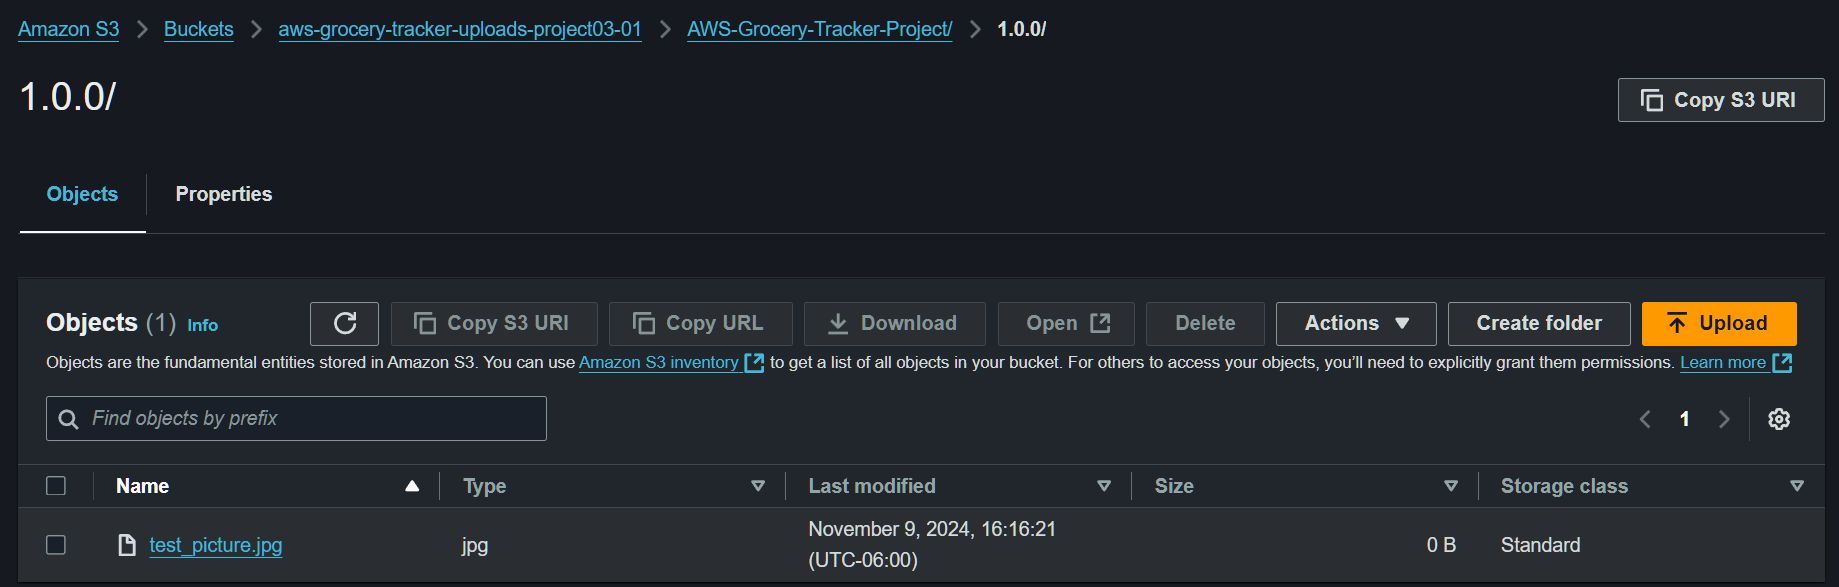 Amazon S3 > Buckets > aws-grocery-tracker-uploads-project03-01 > AWS-Grocery-Tracker-Project/ > 1.0.0/
1.0.0/
Copy S3 URI
Objects Properties
Objects (1) Info Copy S3 URI Copy URL Download Open Delete Actions Create folder Upload
Objects are the fundamental entities stored in Amazon S3. You can use Amazon S3 inventory to get a list of all objects in your bucket. For others to access your objects, you’ll need to explicitly grant them permissions. Learn more
Find objects by prefix
1
Name Type Last modified Size Storage class
test_picture.jpg jpg November 9, 2024, 16:16:21 (UTC-06:00) 0 B Standard